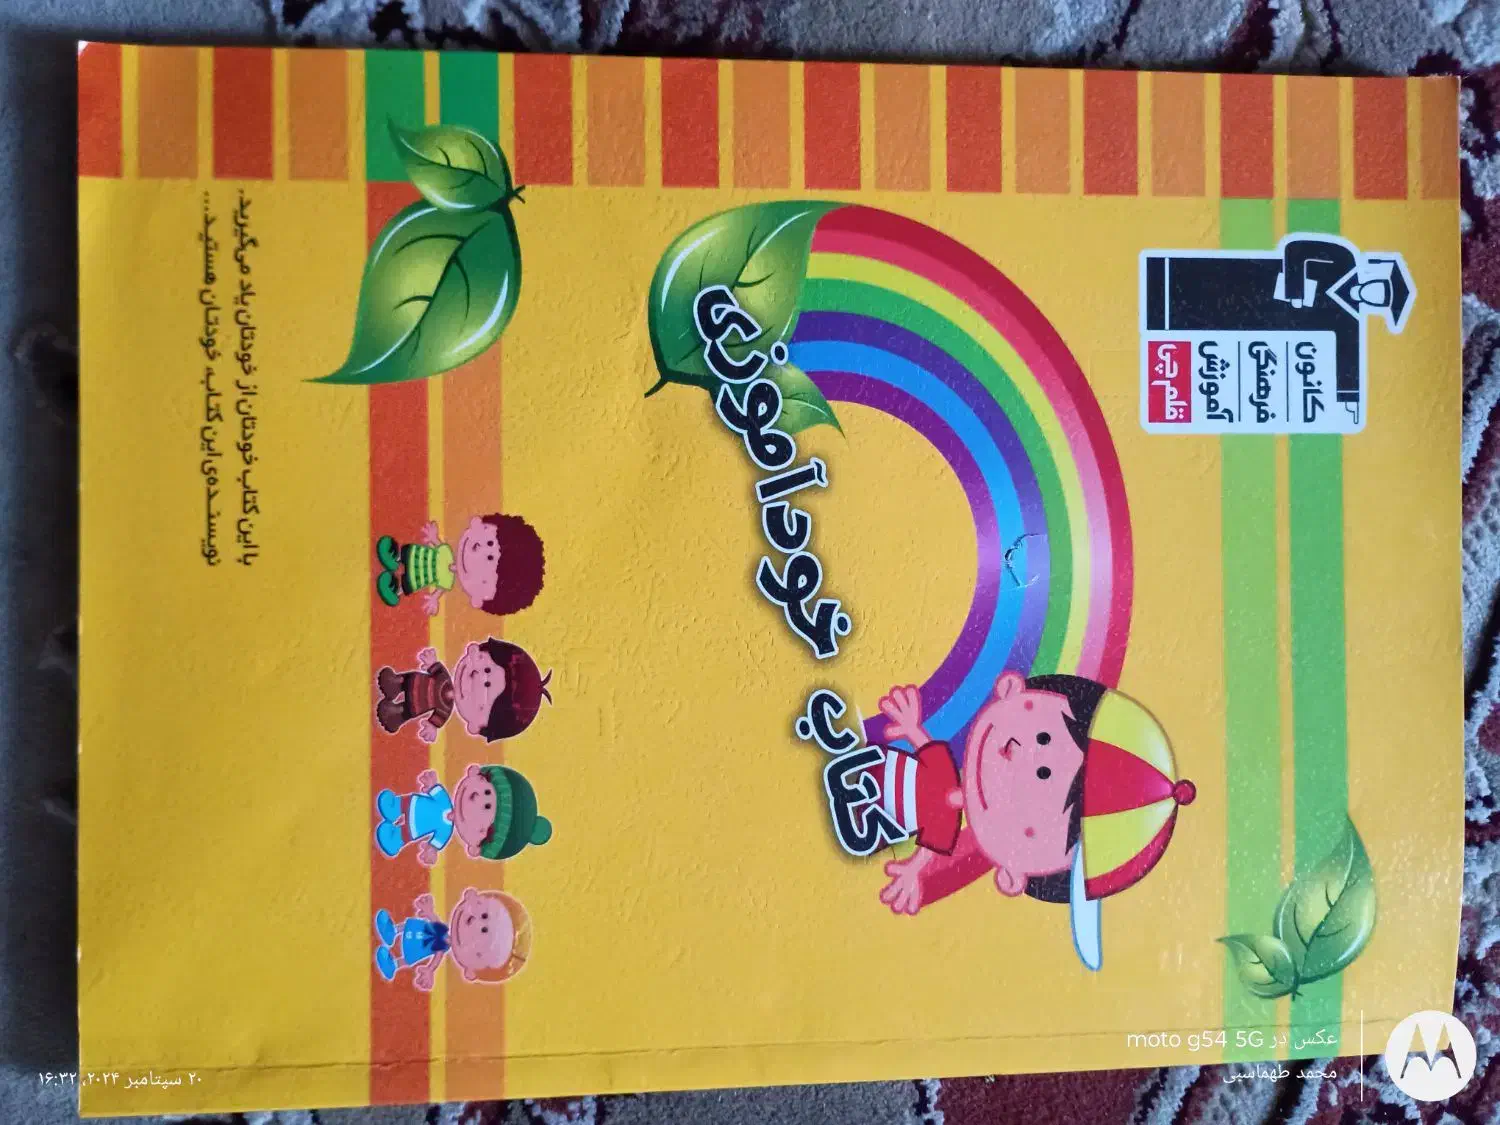 کانون
فرهنگی
آموزش
قلم‌چی
کتاب خودآموزی
با این کتاب خودتان از خودتان یاد می‌گیرید.
نویسنده‌ی این کتاب، خودتان هستید...
عکس در moto g54 5G
محمد طهماسبی
۲۰ سپتامبر ۲۰۲۴، ۱۶:۳۲